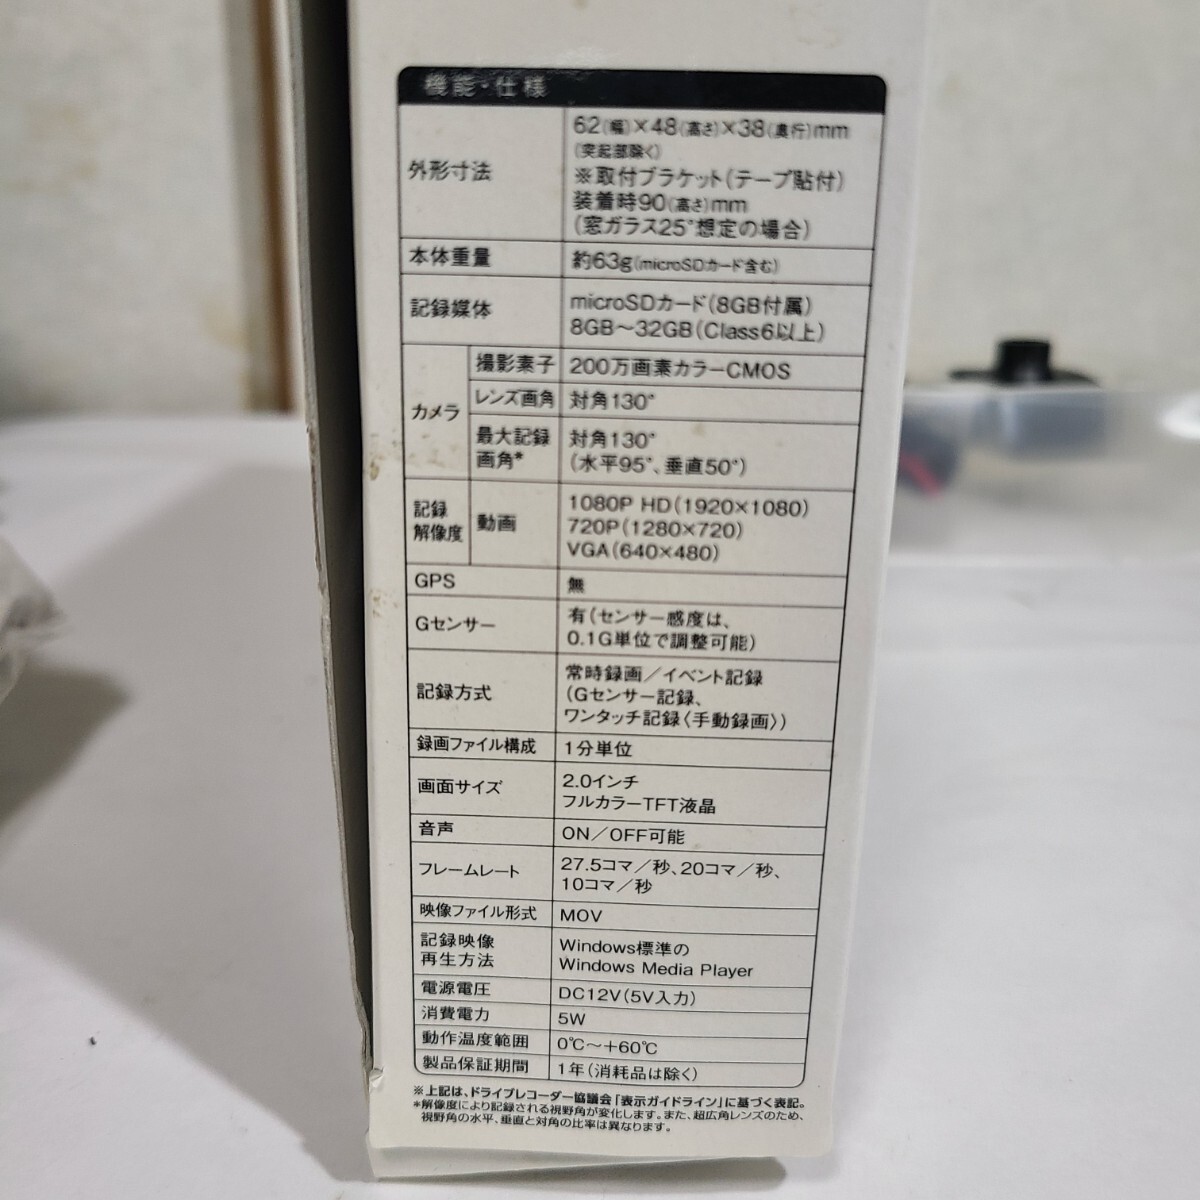 機能・仕様
外形寸法
62(幅)×48(高さ)×38(奥行)mm
(突起部除く)
※取付ブラケット(テープ貼付)
装着時90(高さ)mm
(窓ガラス25°想定の場合)
本体重量
約63g(microSDカード含む)
記録媒体
microSDカード(8GB付属)
8GB～32GB(Class6以上)
カメラ
撮影素子
200万画素カラーCMOS
レンズ画角
対角130°
最大記録
画角*
対角130°
(水平95°、垂直50°)
記録
解像度
動画
1080P HD(1920×1080)
720P(1280×720)
VGA(640×480)
GPS
無
Gセンサー
有(センサー感度は、
0.1G単位で調整可能)
記録方式
常時録画／イベント記録
(Gセンサー記録、
ワンタッチ記録〈手動録画〉)
録画ファイル構成
1分単位
画面サイズ
2.0インチ
フルカラーTFT液晶
音声
ON／OFF可能
フレームレート
27.5コマ／秒、20コマ／秒、
10コマ／秒
映像ファイル形式
MOV
記録映像
再生方法
Windows標準の
Windows Media Player
電源電圧
DC12V(5V入力)
消費電力
5W
動作温度範囲
0℃～+60℃
製品保証期間
1年(消耗品は除く)
※上記は、ドライブレコーダー協議会「表示ガイドライン」に基づく表記。
*解像度により記録される視野角が変化します。また、超広角レンズのため、
視野角の水平、垂直と対角の比率は異なります。